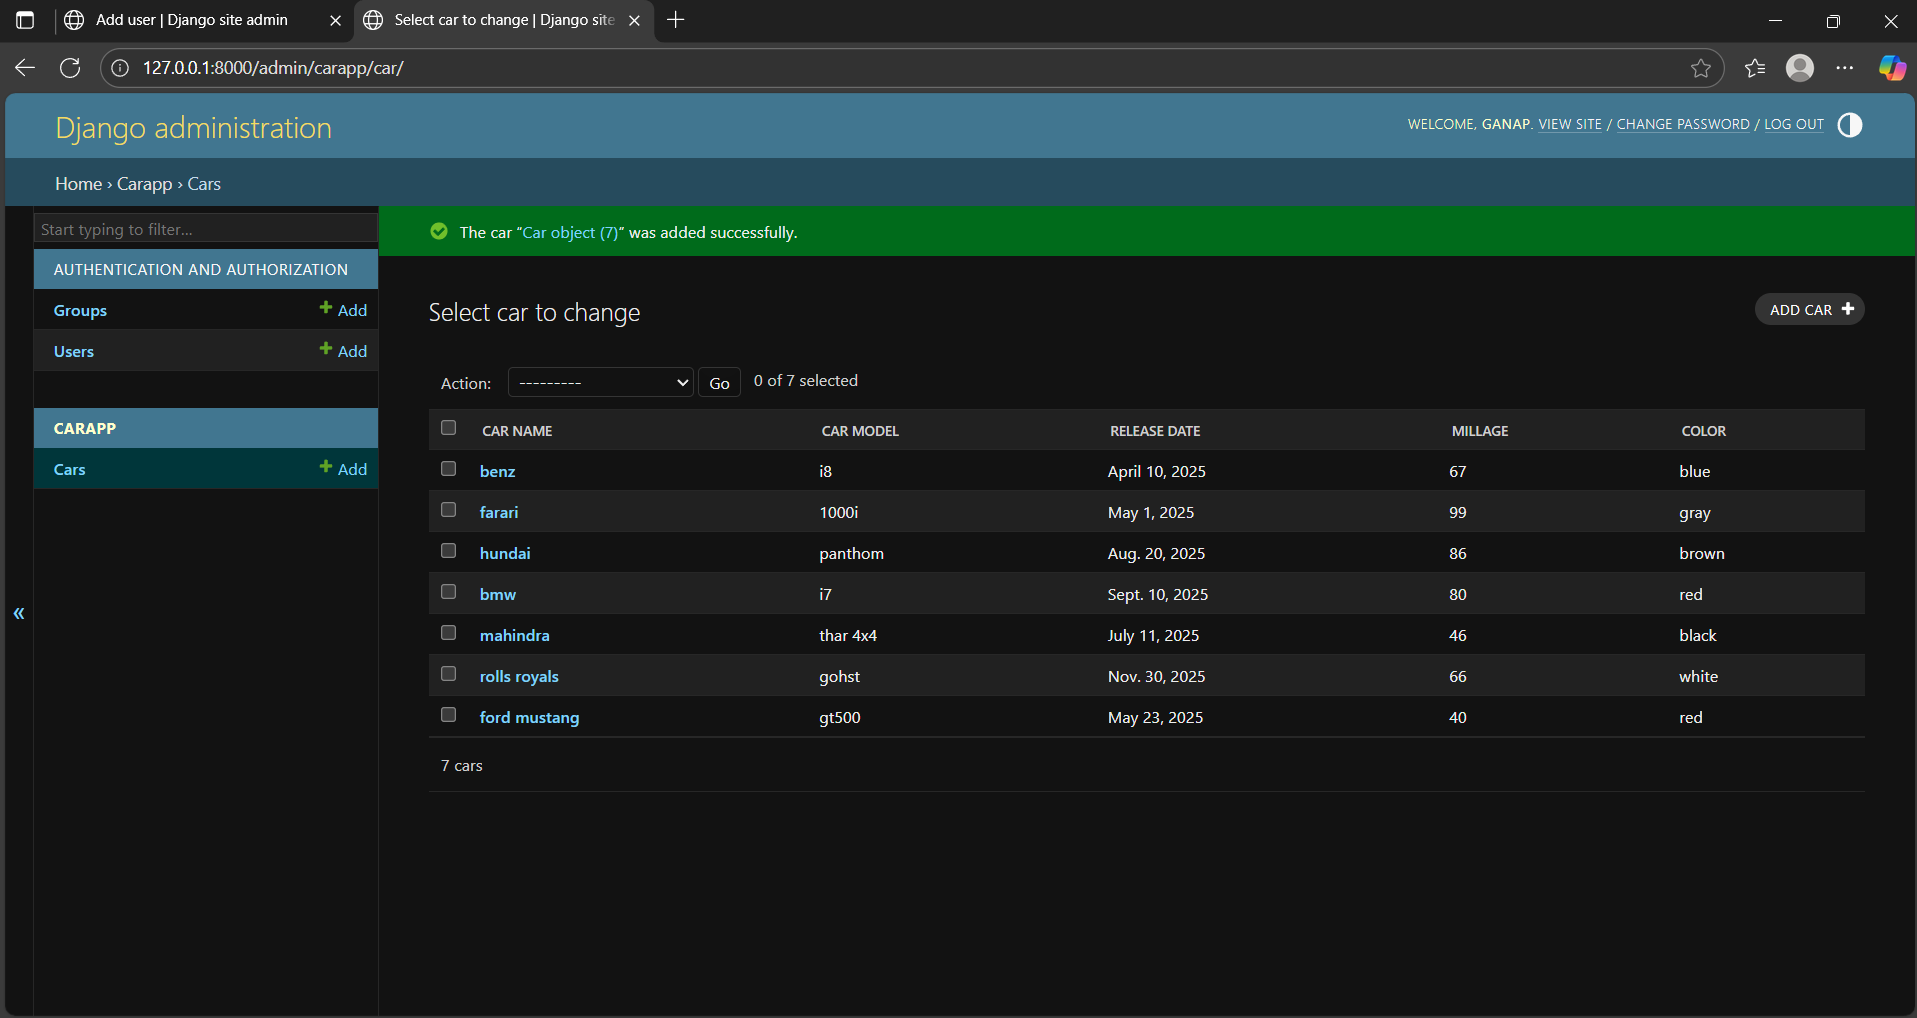 Add user | Django site admin
Select car to change | Django site
127.0.0.1:8000/admin/carapp/car/
Django administration
WELCOME, GANAP. VIEW SITE / CHANGE PASSWORD / LOG OUT
Home › Carapp › Cars
Start typing to filter...
The car “Car object (7)” was added successfully.
AUTHENTICATION AND AUTHORIZATION
Groups Add
Users Add
CARAPP
Cars Add
Select car to change
ADD CAR
Action: --------- Go 0 of 7 selected
CAR NAME CAR MODEL RELEASE DATE MILLAGE COLOR
benz i8 April 10, 2025 67 blue
farari 1000i May 1, 2025 99 gray
hundai panthom Aug. 20, 2025 86 brown
bmw i7 Sept. 10, 2025 80 red
mahindra thar 4x4 July 11, 2025 46 black
rolls royals gohst Nov. 30, 2025 66 white
ford mustang gt500 May 23, 2025 40 red
7 cars